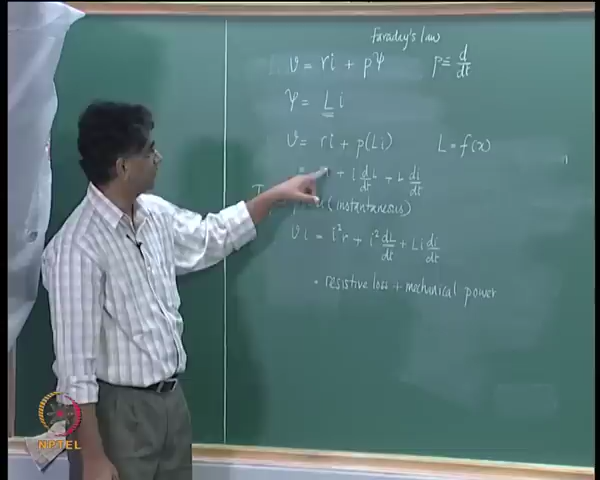 Faraday's law
v = ri + pψ p ≡ d/dt
ψ = Li
v = ri + p(Li) L = f(x)
+ i d/dt L + L di/dt
(instantaneous)
vi = i²r + i² dL/dt + Li di/dt
resistive loss + mechanical power
NPTEL